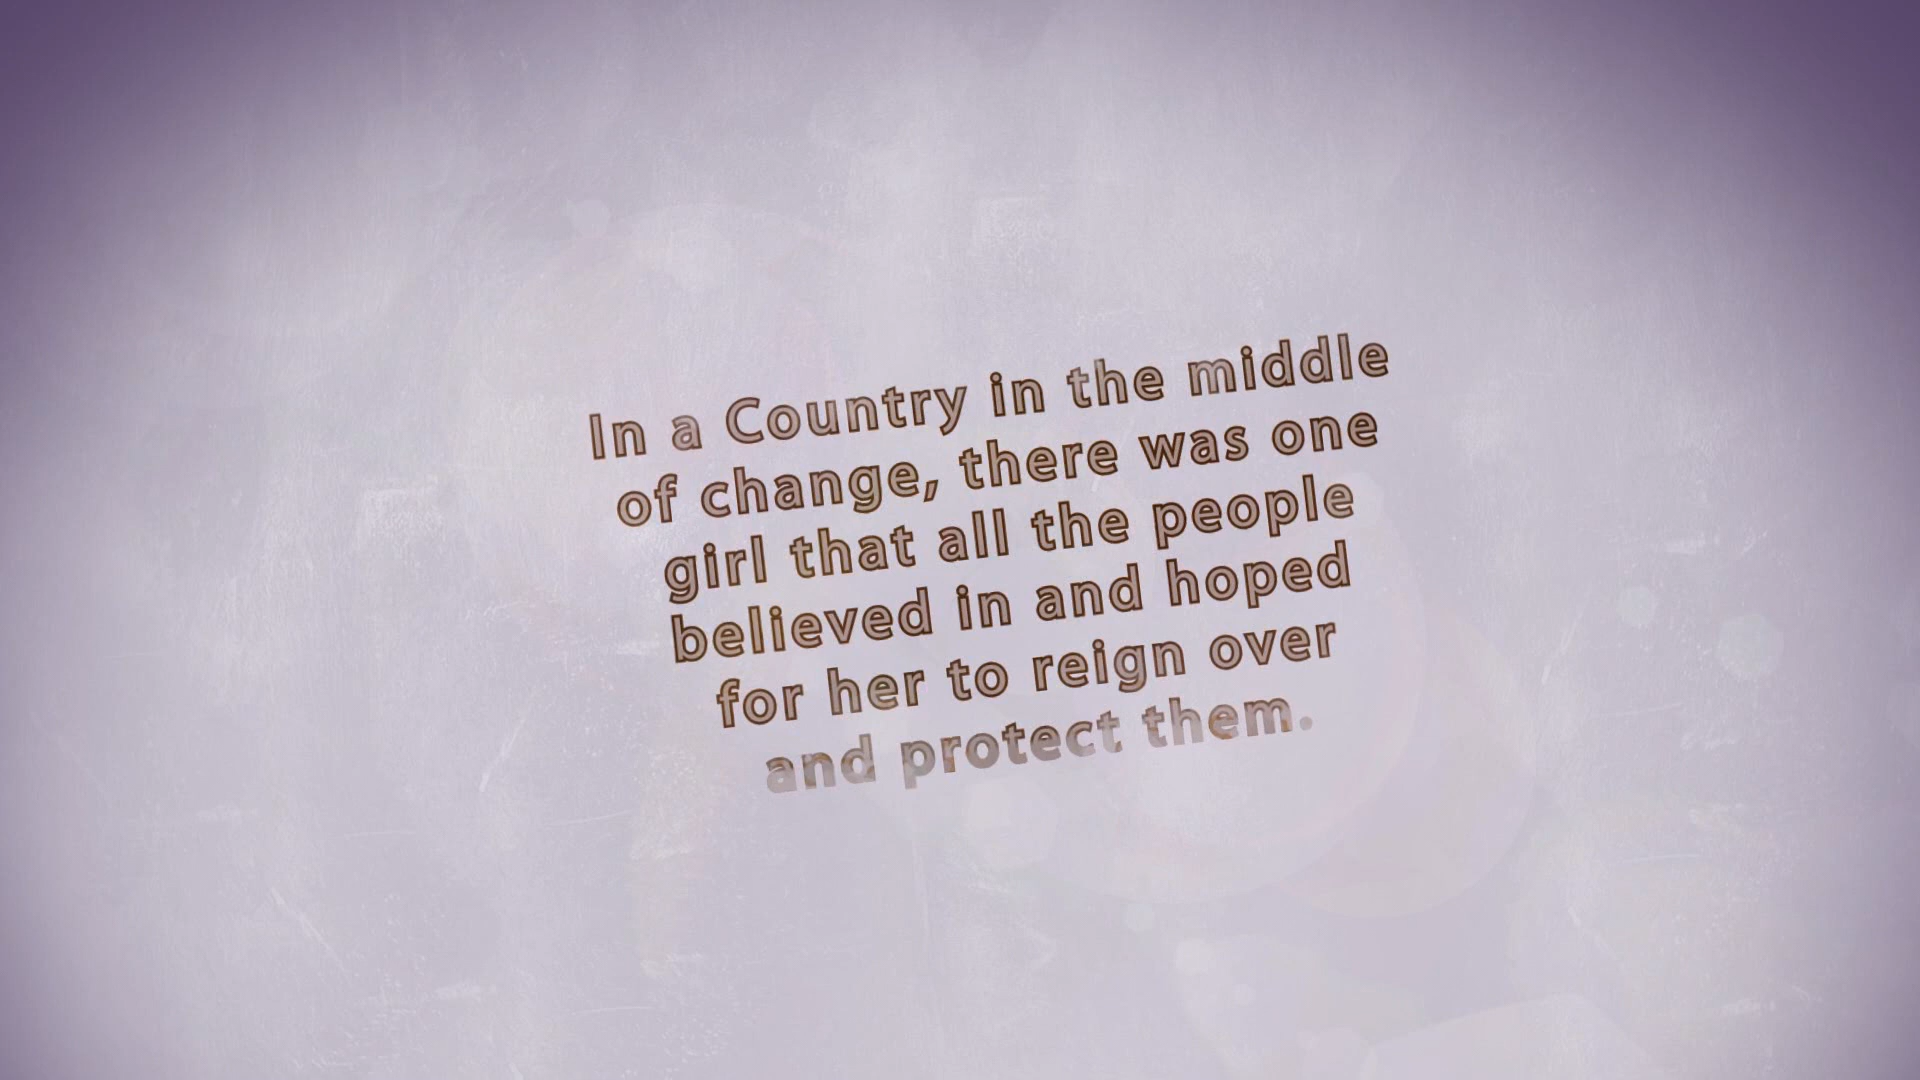 In a Country in the middle
of change, there was one
girl that all the people
believed in and hoped
for her to reign over
and protect them.